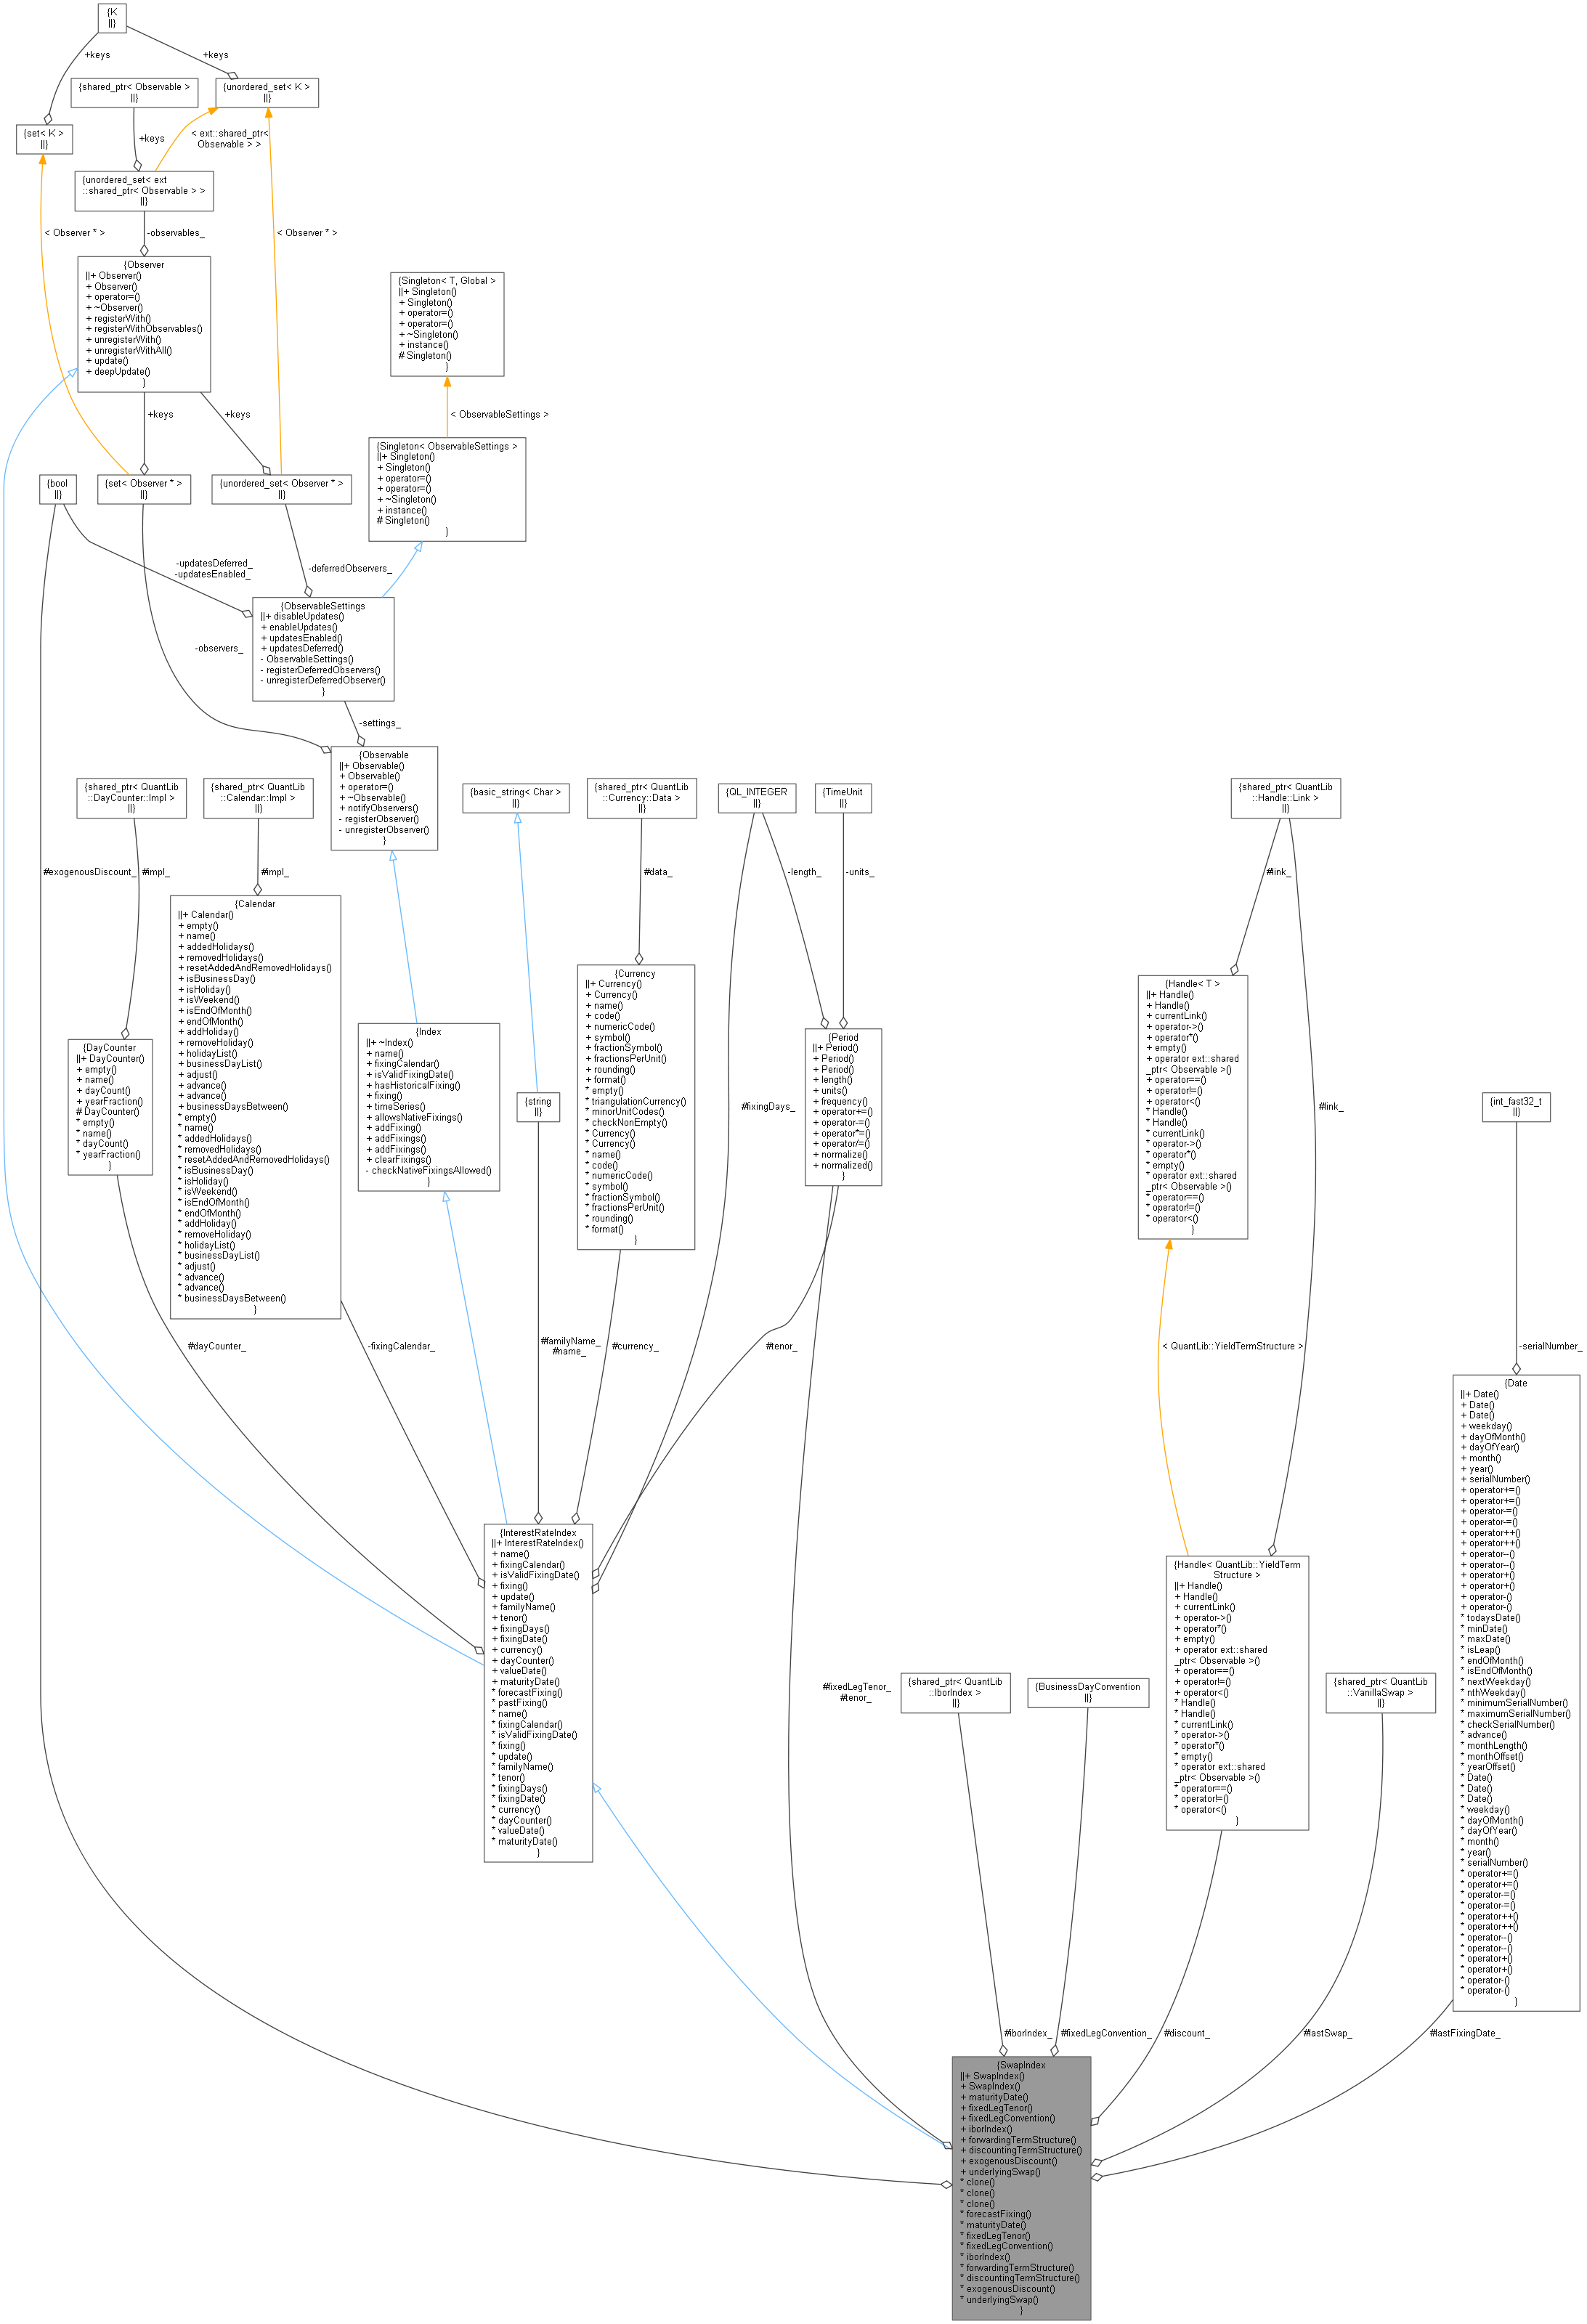 {K
||}
+keys
+keys
{shared_ptr< Observable >
||}
{unordered_set< K >
||}
{set< K >
||}
+keys
< ext::shared_ptr<
Observable > >
{unordered_set< ext
::shared_ptr< Observable > >
||}
< Observer * >
-observables_
< Observer * >
{Observer
||+ Observer()
+ Observer()
+ operator=()
+ ~Observer()
+ registerWith()
+ registerWithObservables()
+ unregisterWith()
+ unregisterWithAll()
+ update()
+ deepUpdate()
}
{Singleton< T, Global >
||+ Singleton()
+ Singleton()
+ operator=()
+ operator=()
+ ~Singleton()
+ instance()
# Singleton()
}
+keys
+keys
< ObservableSettings >
{Singleton< ObservableSettings >
||+ Singleton()
+ Singleton()
+ operator=()
+ operator=()
+ ~Singleton()
+ instance()
# Singleton()
}
{bool
||}
{set< Observer * >
||}
{unordered_set< Observer * >
||}
-updatesDeferred_
-updatesEnabled_
-deferredObservers_
{ObservableSettings
||+ disableUpdates()
+ enableUpdates()
+ updatesEnabled()
+ updatesDeferred()
- ObservableSettings()
- registerDeferredObservers()
- unregisterDeferredObserver()
}
-observers_
-settings_
{Observable
||+ Observable()
+ Observable()
+ operator=()
+ ~Observable()
+ notifyObservers()
- registerObserver()
- unregisterObserver()
}
{shared_ptr< QuantLib
::DayCounter::Impl >
||}
{shared_ptr< QuantLib
::Calendar::Impl >
||}
{basic_string< Char >
||}
{shared_ptr< QuantLib
::Currency::Data >
||}
{QL_INTEGER
||}
{TimeUnit
||}
{shared_ptr< QuantLib
::Handle::Link >
||}
#exogenousDiscount_
#impl_
#impl_
#data_
-length_
-units_
#link_
{Calendar
||+ Calendar()
+ empty()
+ name()
+ addedHolidays()
+ removedHolidays()
+ resetAddedAndRemovedHolidays()
+ isBusinessDay()
+ isHoliday()
+ isWeekend()
+ isEndOfMonth()
+ endOfMonth()
+ addHoliday()
+ removeHoliday()
+ holidayList()
+ businessDayList()
+ adjust()
+ advance()
+ advance()
+ businessDaysBetween()
* empty()
* name()
* addedHolidays()
* removedHolidays()
* resetAddedAndRemovedHolidays()
* isBusinessDay()
* isHoliday()
* isWeekend()
* isEndOfMonth()
* endOfMonth()
* addHoliday()
* removeHoliday()
* holidayList()
* businessDayList()
* adjust()
* advance()
* advance()
* businessDaysBetween()
}
{DayCounter
||+ DayCounter()
+ empty()
+ name()
+ dayCount()
+ yearFraction()
# DayCounter()
* empty()
* name()
* dayCount()
* yearFraction()
}
{Index
||+ ~Index()
+ name()
+ fixingCalendar()
+ isValidFixingDate()
+ hasHistoricalFixing()
+ fixing()
+ timeSeries()
+ allowsNativeFixings()
+ addFixing()
+ addFixings()
+ addFixings()
+ clearFixings()
- checkNativeFixingsAllowed()
}
{string
||}
{Currency
||+ Currency()
+ Currency()
+ name()
+ code()
+ numericCode()
+ symbol()
+ fractionSymbol()
+ fractionsPerUnit()
+ rounding()
+ format()
* empty()
* triangulationCurrency()
* minorUnitCodes()
* checkNonEmpty()
* Currency()
* Currency()
* name()
* code()
* numericCode()
* symbol()
* fractionSymbol()
* fractionsPerUnit()
* rounding()
* format()
}
#fixingDays_
{Period
||+ Period()
+ Period()
+ Period()
+ length()
+ units()
+ frequency()
+ operator+=()
+ operator-=()
+ operator*=()
+ operator/=()
+ normalize()
+ normalized()
}
{Handle< T >
||+ Handle()
+ Handle()
+ currentLink()
+ operator->()
+ operator*()
+ empty()
+ operator ext::shared
_ptr< Observable >()
+ operator==()
+ operator!=()
+ operator<()
* Handle()
* Handle()
* currentLink()
* operator->()
* operator*()
* empty()
* operator ext::shared
_ptr< Observable >()
* operator==()
* operator!=()
* operator<()
}
#link_
{int_fast32_t
||}
#dayCounter_
-fixingCalendar_
#familyName_
#name_
#currency_
#tenor_
< QuantLib::YieldTermStructure >
-serialNumber_
{InterestRateIndex
||+ InterestRateIndex()
+ name()
+ fixingCalendar()
+ isValidFixingDate()
+ fixing()
+ update()
+ familyName()
+ tenor()
+ fixingDays()
+ fixingDate()
+ currency()
+ dayCounter()
+ valueDate()
+ maturityDate()
* forecastFixing()
* pastFixing()
* name()
* fixingCalendar()
* isValidFixingDate()
* fixing()
* update()
* familyName()
* tenor()
* fixingDays()
* fixingDate()
* currency()
* dayCounter()
* valueDate()
* maturityDate()
}
{Handle< QuantLib::YieldTerm
Structure >
||+ Handle()
+ Handle()
+ currentLink()
+ operator->()
+ operator*()
+ empty()
+ operator ext::shared
_ptr< Observable >()
+ operator==()
+ operator!=()
+ operator<()
* Handle()
* Handle()
* currentLink()
* operator->()
* operator*()
* empty()
* operator ext::shared
_ptr< Observable >()
* operator==()
* operator!=()
* operator<()
}
{Date
||+ Date()
+ Date()
+ Date()
+ weekday()
+ dayOfMonth()
+ dayOfYear()
+ month()
+ year()
+ serialNumber()
+ operator+=()
+ operator+=()
+ operator-=()
+ operator-=()
+ operator++()
+ operator++()
+ operator--()
+ operator--()
+ operator+()
+ operator+()
+ operator-()
+ operator-()
* todaysDate()
* minDate()
* maxDate()
* isLeap()
* endOfMonth()
* isEndOfMonth()
* nextWeekday()
* nthWeekday()
* minimumSerialNumber()
* maximumSerialNumber()
* checkSerialNumber()
* advance()
* monthLength()
* monthOffset()
* yearOffset()
* Date()
* Date()
* Date()
* weekday()
* dayOfMonth()
* dayOfYear()
* month()
* year()
* serialNumber()
* operator+=()
* operator+=()
* operator-=()
* operator-=()
* operator++()
* operator++()
* operator--()
* operator--()
* operator+()
* operator+()
* operator-()
* operator-()
}
#fixedLegTenor_
#tenor_
{shared_ptr< QuantLib
::IborIndex >
||}
{BusinessDayConvention
||}
{shared_ptr< QuantLib
::VanillaSwap >
||}
#iborIndex_
#fixedLegConvention_
#discount_
#lastSwap_
#lastFixingDate_
{SwapIndex
||+ SwapIndex()
+ SwapIndex()
+ maturityDate()
+ fixedLegTenor()
+ fixedLegConvention()
+ iborIndex()
+ forwardingTermStructure()
+ discountingTermStructure()
+ exogenousDiscount()
+ underlyingSwap()
* clone()
* clone()
* clone()
* forecastFixing()
* maturityDate()
* fixedLegTenor()
* fixedLegConvention()
* iborIndex()
* forwardingTermStructure()
* discountingTermStructure()
* exogenousDiscount()
* underlyingSwap()
}